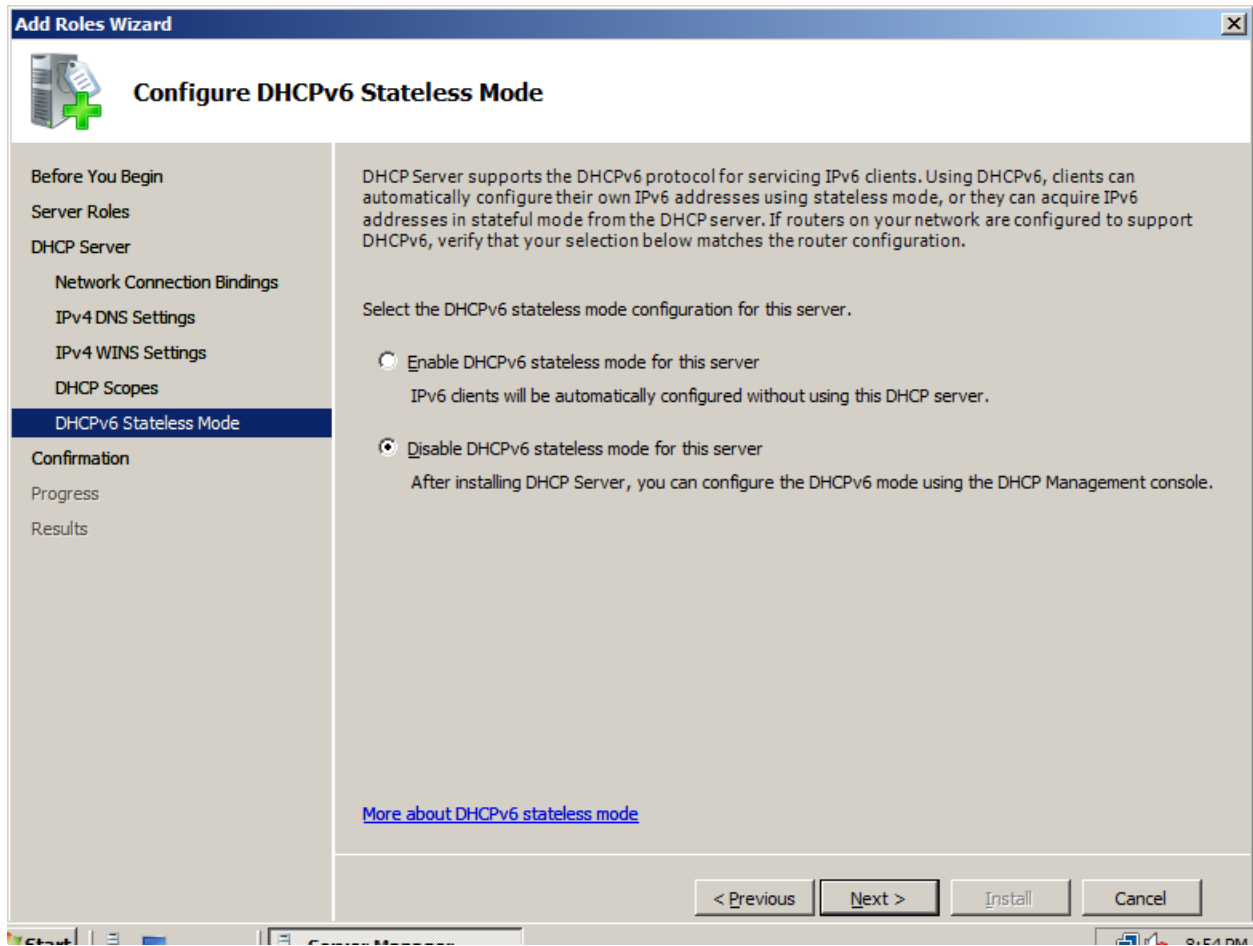 Add Roles Wizard
Configure DHCPv6 Stateless Mode
Before You Begin
Server Roles
DHCP Server
Network Connection Bindings
IPv4 DNS Settings
IPv4 WINS Settings
DHCP Scopes
DHCPv6 Stateless Mode
Confirmation
Progress
Results
DHCP Server supports the DHCPv6 protocol for servicing IPv6 clients. Using DHCPv6, clients can
automatically configure their own IPv6 addresses using stateless mode, or they can acquire IPv6
addresses in stateful mode from the DHCP server. If routers on your network are configured to support
DHCPv6, verify that your selection below matches the router configuration.
Select the DHCPv6 stateless mode configuration for this server.
Enable DHCPv6 stateless mode for this server
IPv6 clients will be automatically configured without using this DHCP server.
Disable DHCPv6 stateless mode for this server
After installing DHCP Server, you can configure the DHCPv6 mode using the DHCP Management console.
More about DHCPv6 stateless mode
< Previous
Next >
Install
Cancel
Start
Server Manager
8:54 PM